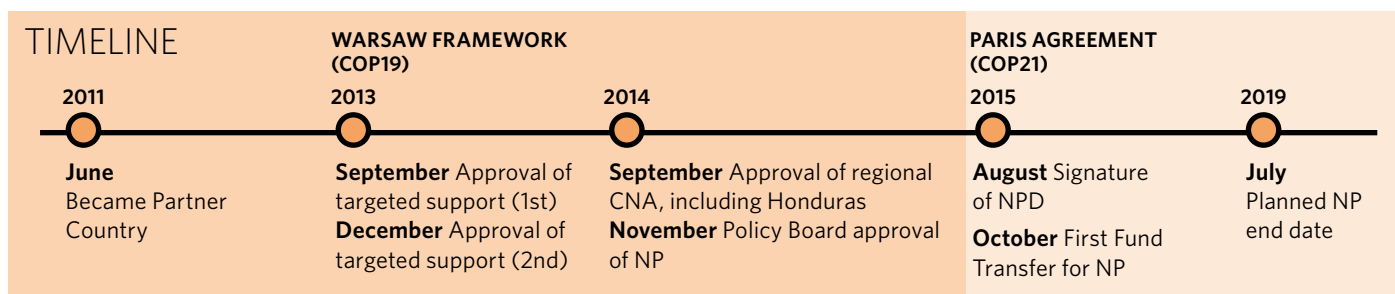 TIMELINE
WARSAW FRAMEWORK
(COP19)
PARIS AGREEMENT
(COP21)
2011
June
Became Partner
Country
2013
September Approval of
targeted support (1st)
December Approval of
targeted support (2nd)
2014
September Approval of regional
CNA, including Honduras
November Policy Board approval
of NP
2015
August Signature
of NPD
October First Fund
Transfer for NP
2019
July
Planned NP
end date